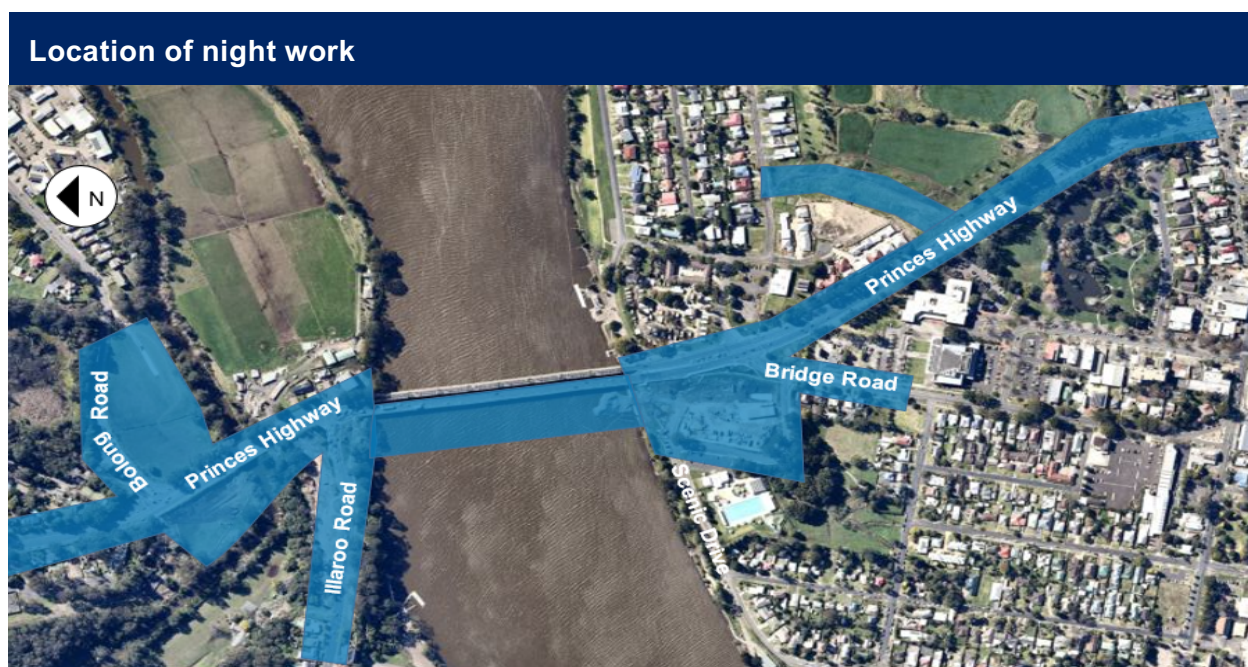 Location of night work
N
Princes Highway
Bridge Road
Bolong Road
Princes Highway
Illaroo Road
Scenic Drive